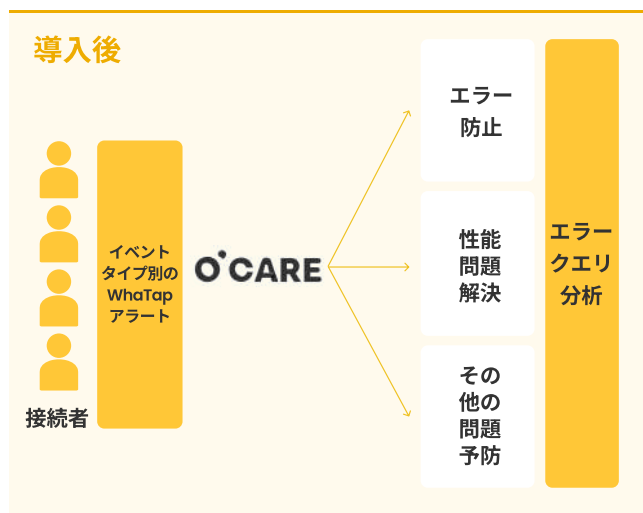 導入後
接続者
イベント
タイプ別の
WhaTap
アラート
O'CARE
エラー
防止
性能
問題
解決
その
他の
問題
予防
エラー
クエリ
分析